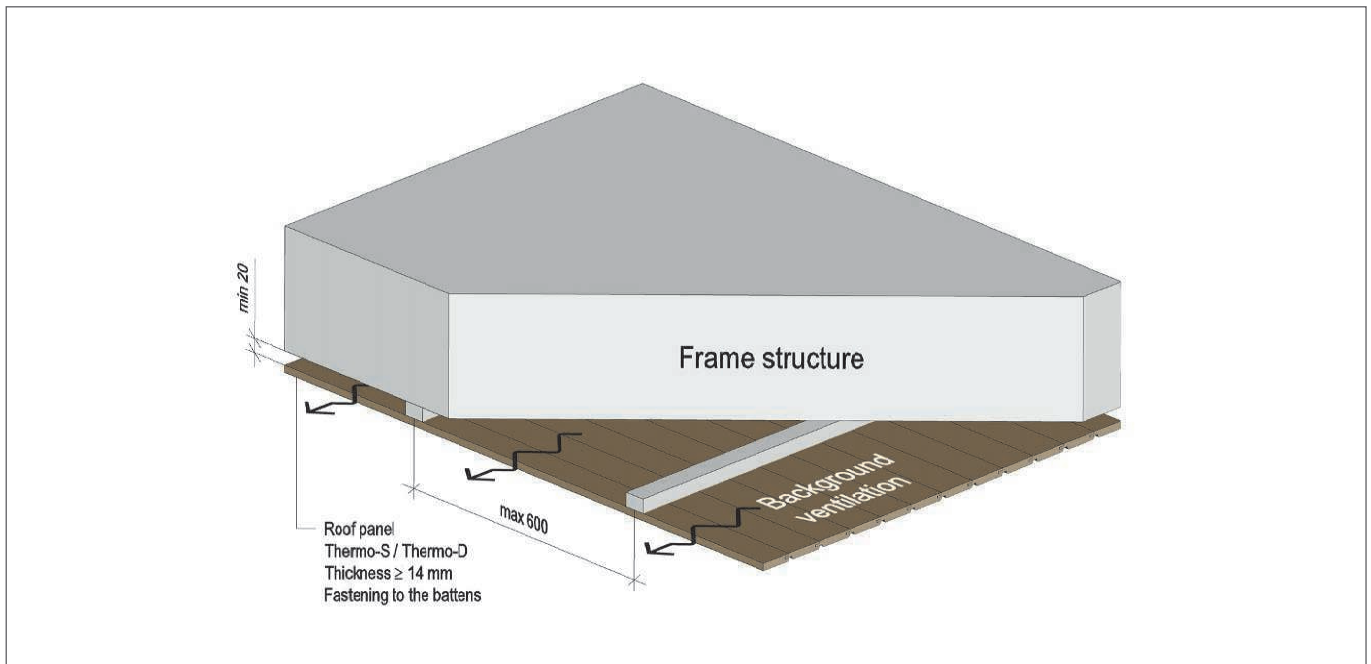 min 20
Frame structure
Background
ventilation
max 600
Roof panel
Thermo-S / Thermo-D
Thickness ≥ 14 mm
Fastening to the battens